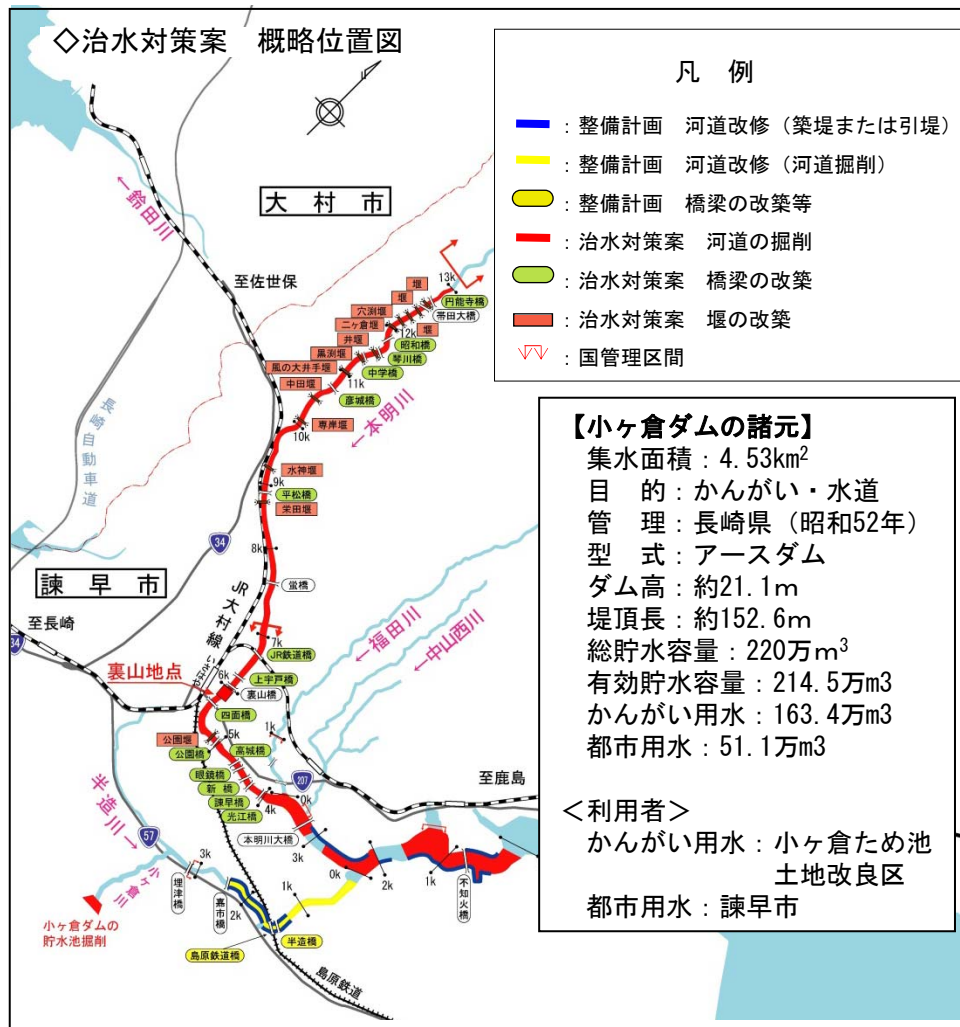 ◇治水対策案 概略位置図
凡 例
：整備計画 河道改修（築堤または引堤）
：整備計画 河道改修（河道掘削）
：整備計画 橋梁の改築等
：治水対策案 河道の掘削
：治水対策案 橋梁の改築
：治水対策案 堰の改築
：国管理区間
【小ヶ倉ダムの諸元】
集水面積：4.53km²
目 的：かんがい・水道
管 理：長崎県（昭和52年）
型 式：アースダム
ダム高：約21.1m
堤頂長：約152.6m
総貯水容量：220万m³
有効貯水容量：214.5万m3
かんがい用水：163.4万m3
都市用水：51.1万m3
＜利用者＞
かんがい用水：小ヶ倉ため池
土地改良区
都市用水：諫早市
←鈴田川
大 村 市
至佐世保
13k
円能寺橋
帯田大橋
堰
堰
穴渕堰
二ヶ倉堰
堰
12k
井堰
昭和橋
黒渕堰
琴川橋
風の大井手堰
中学橋
11k
中田堰
彦城橋
←本明川
専岸堰
10k
長崎自動車道
水神堰
9k
平松橋
栄田堰
34
8k
諫 早 市
蛍橋
JR大村線
至長崎
34
7k
JR鉄道橋
←福田川
←中山西川
いさはや
裏山地点
上宇戸橋
6k
裏山橋
四面橋
1k
公園堰
5k
公園橋
高城橋
眼鏡橋
207
至鹿島
新 橋
0k
諫早橋
4k
光江橋
半造川→
57
本明川大橋
3k
3k
0k
2k
1k
不知火橋
小ヶ倉川
埋津橋
嘉市橋
1k
2k
小ヶ倉ダムの
貯水池掘削
半造橋
島原鉄道橋
島原鉄道